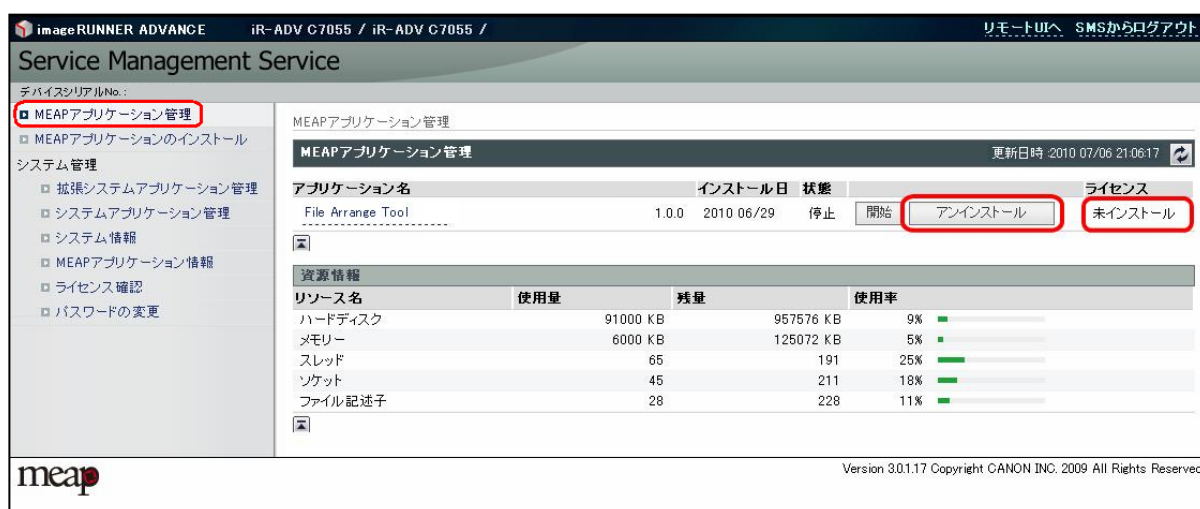 imageRUNNER ADVANCE iR-ADV C7055 / iR-ADV C7055 / リモートUIへ SMSからログアウト
Service Management Service
デバイスシリアルNo.:
MEAPアプリケーション管理
MEAPアプリケーションのインストール
システム管理
拡張システムアプリケーション管理
システムアプリケーション管理
システム情報
MEAPアプリケーション情報
ライセンス確認
パスワードの変更
MEAPアプリケーション管理
MEAPアプリケーション管理 更新日時 :2010 07/06 21:06:17
アプリケーション名 インストール日 状態 ライセンス
File Arrange Tool 1.0.0 2010 06/29 停止 開始 アンインストール 未インストール
資源情報
リソース名 使用量 残量 使用率
ハードディスク 91000 KB 957576 KB 9%
メモリー 6000 KB 125072 KB 5%
スレッド 65 191 25%
ソケット 45 211 18%
ファイル記述子 28 228 11%
meap Version 3.0.1.17 Copyright CANON INC. 2009 All Rights Reserved